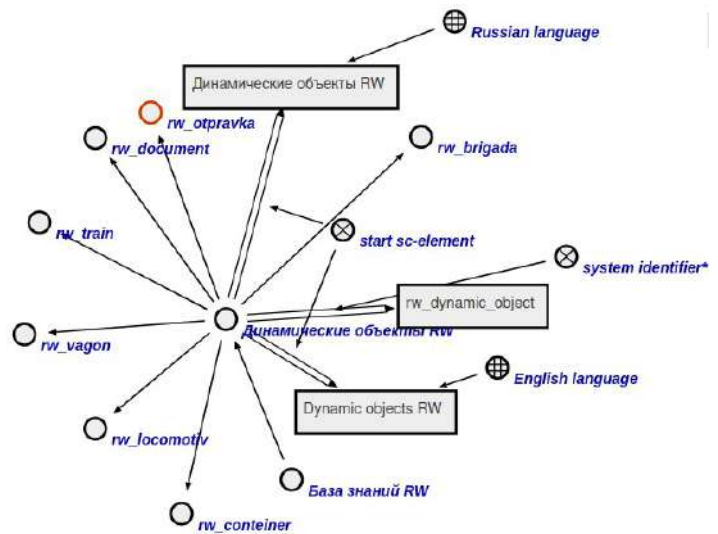 Russian language
Динамические объекты RW
rw_otpravka
rw_document
rw_brigada
rw_train
start sc-element
system identifier*
rw_dynamic_object
Динамические объекты RW
rw_vagon
English language
Dynamic objects RW
rw_locomotiv
База знаний RW
rw_conteiner